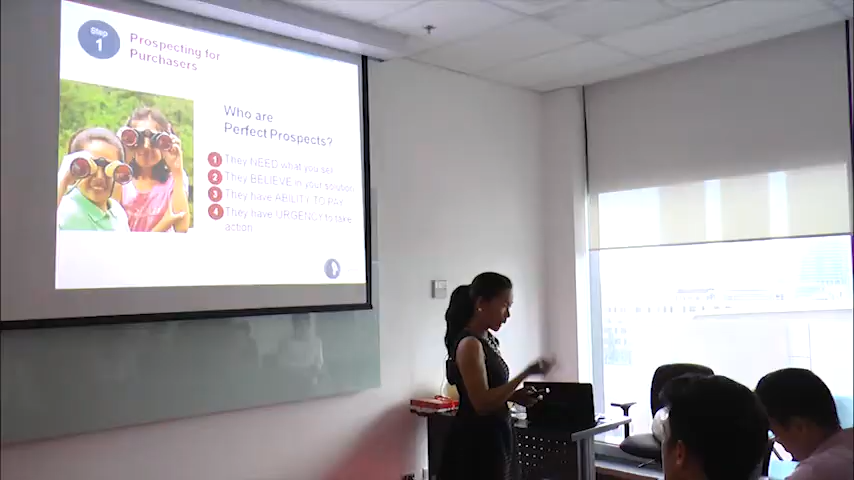 Step
1
Prospecting for
Purchasers
Who are
Perfect Prospects?
1 They NEED what you sell
2 They BELIEVE in your solution
3 They have ABILITY TO PAY
4 They have URGENCY to take
action